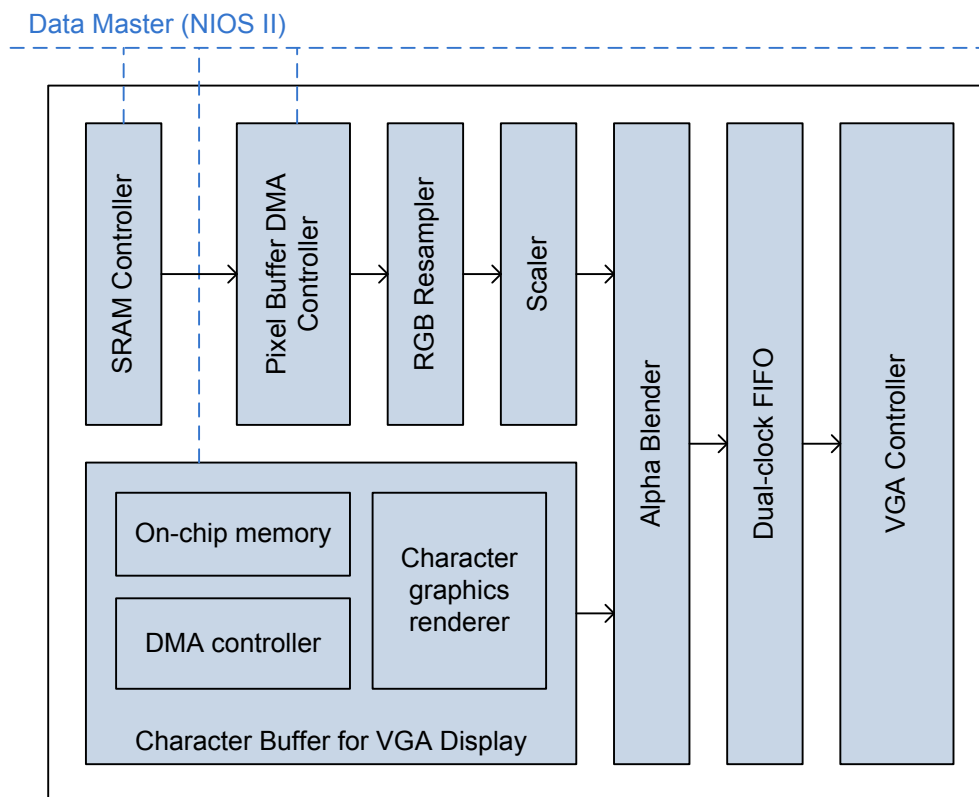 Data Master (NIOS II)
SRAM Controller
Pixel Buffer DMA
Controller
RGB Resampler
Scaler
Alpha Blender
Dual-clock FIFO
VGA Controller
On-chip memory
DMA controller
Character
graphics
renderer
Character Buffer for VGA Display